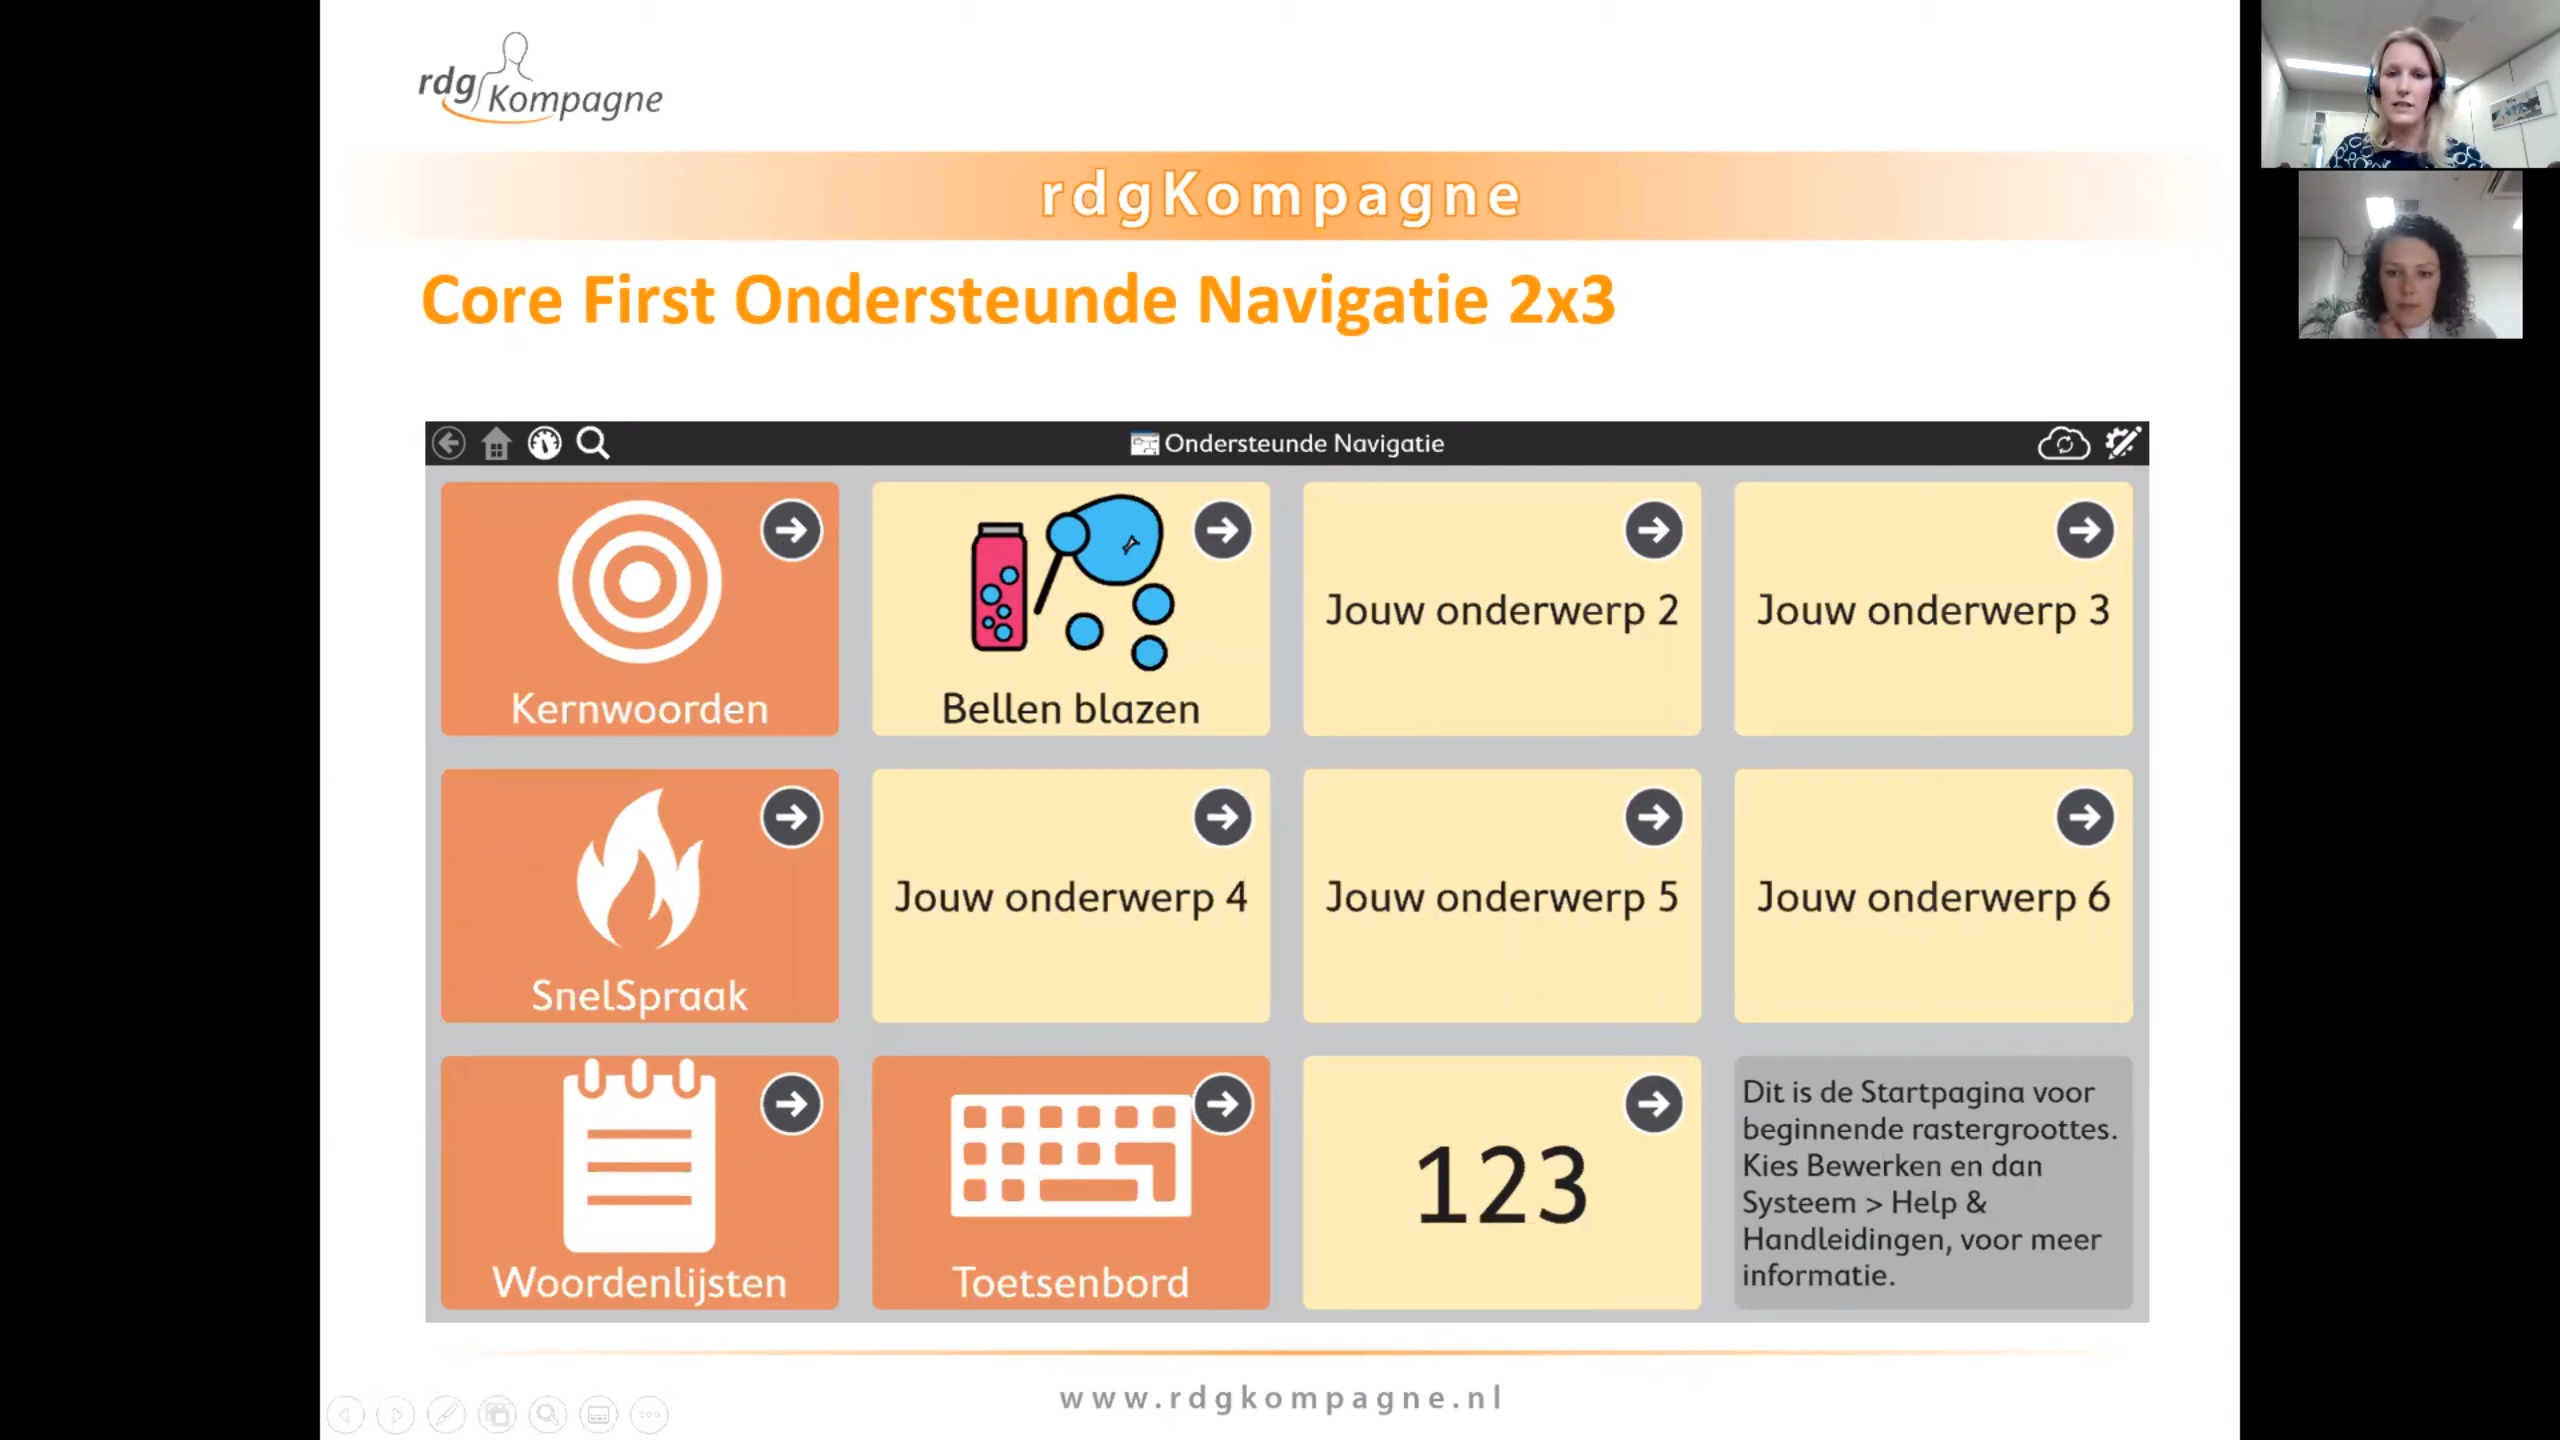 rdg Kompagne
rdgKompagne
Core First Ondersteunde Navigatie 2x3
Ondersteunde Navigatie
Kernwoorden
Bellen blazen
Jouw onderwerp 2
Jouw onderwerp 3
SnelSpraak
Jouw onderwerp 4
Jouw onderwerp 5
Jouw onderwerp 6
Woordenlijsten
Toetsenbord
123
Dit is de Startpagina voor
beginnende rastergroottes.
Kies Bewerken en dan
Systeem > Help &
Handleidingen, voor meer
informatie.
www.rdgkompagne.nl